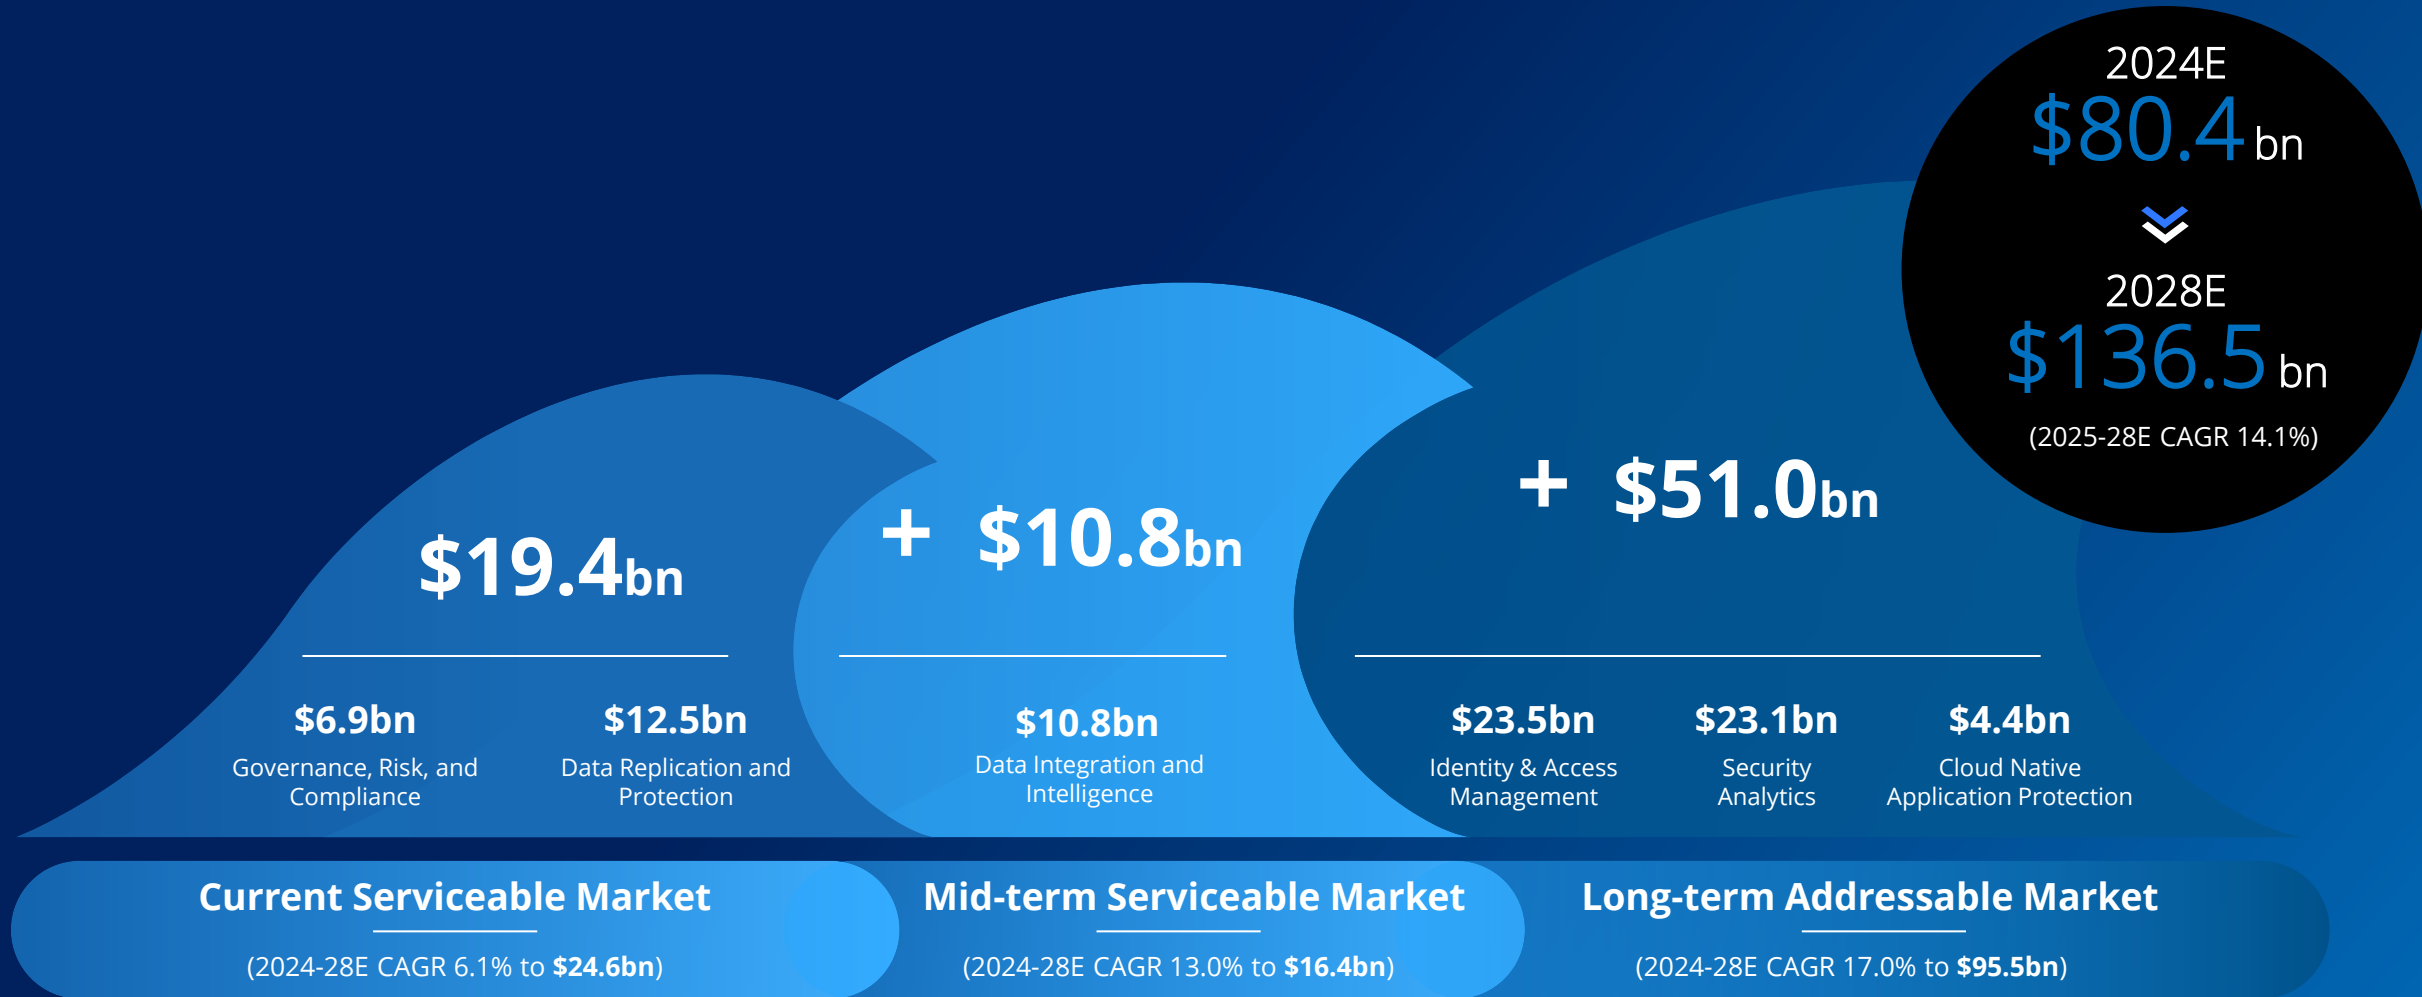 2024E
$80.4 bn
2028E
$136.5 bn
(2025-28E CAGR 14.1%)
$19.4bn
+ $10.8bn
+ $51.0bn
$6.9bn
Governance, Risk, and
Compliance
$12.5bn
Data Replication and
Protection
$10.8bn
Data Integration and
Intelligence
$23.5bn
Identity & Access
Management
$23.1bn
Security
Analytics
$4.4bn
Cloud Native
Application Protection
Current Serviceable Market
(2024-28E CAGR 6.1% to $24.6bn)
Mid-term Serviceable Market
(2024-28E CAGR 13.0% to $16.4bn)
Long-term Addressable Market
(2024-28E CAGR 17.0% to $95.5bn)